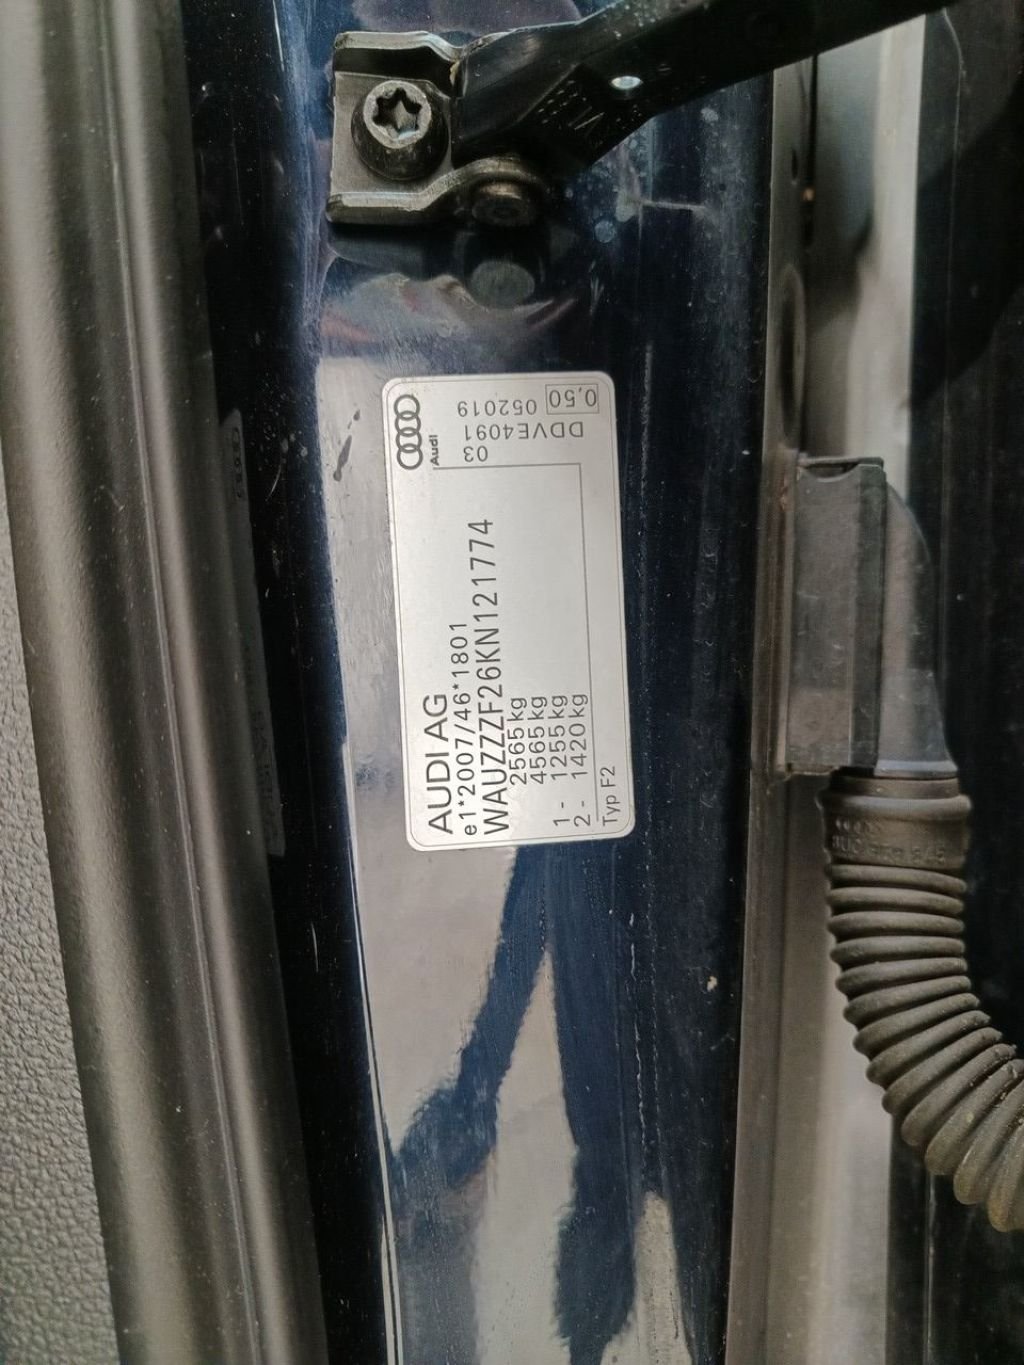 AUDI AG
e1*2007/46*1801
WAUZZZF26KN121774
2565kg
4565kg
1 - 1255kg
2 - 1420kg
Typ F2
Audi
03
DDVE4091
052019
0,50